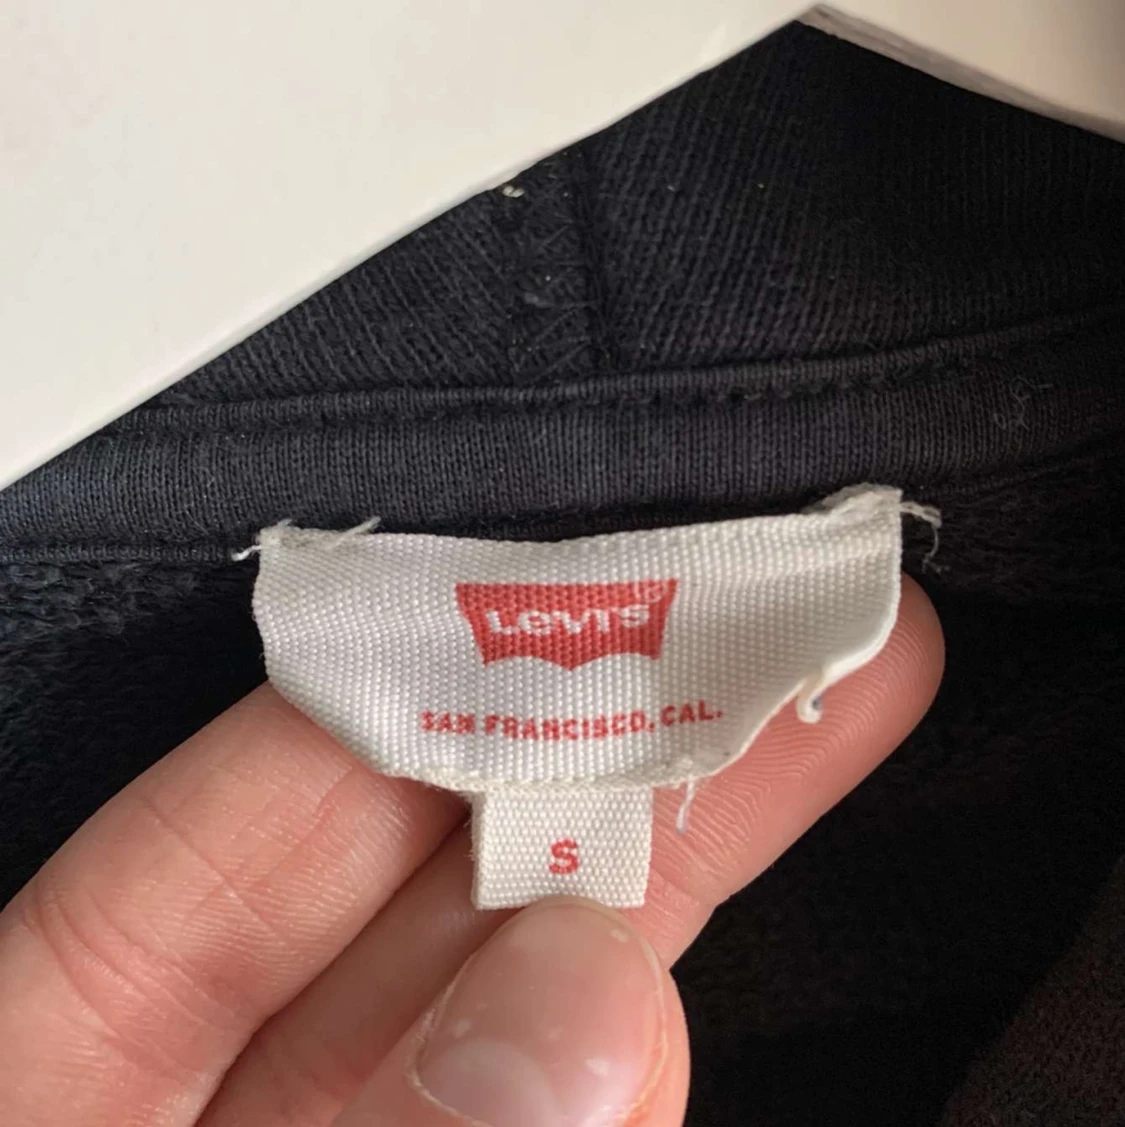 Levi's®
SAN FRANCISCO, CAL.
S